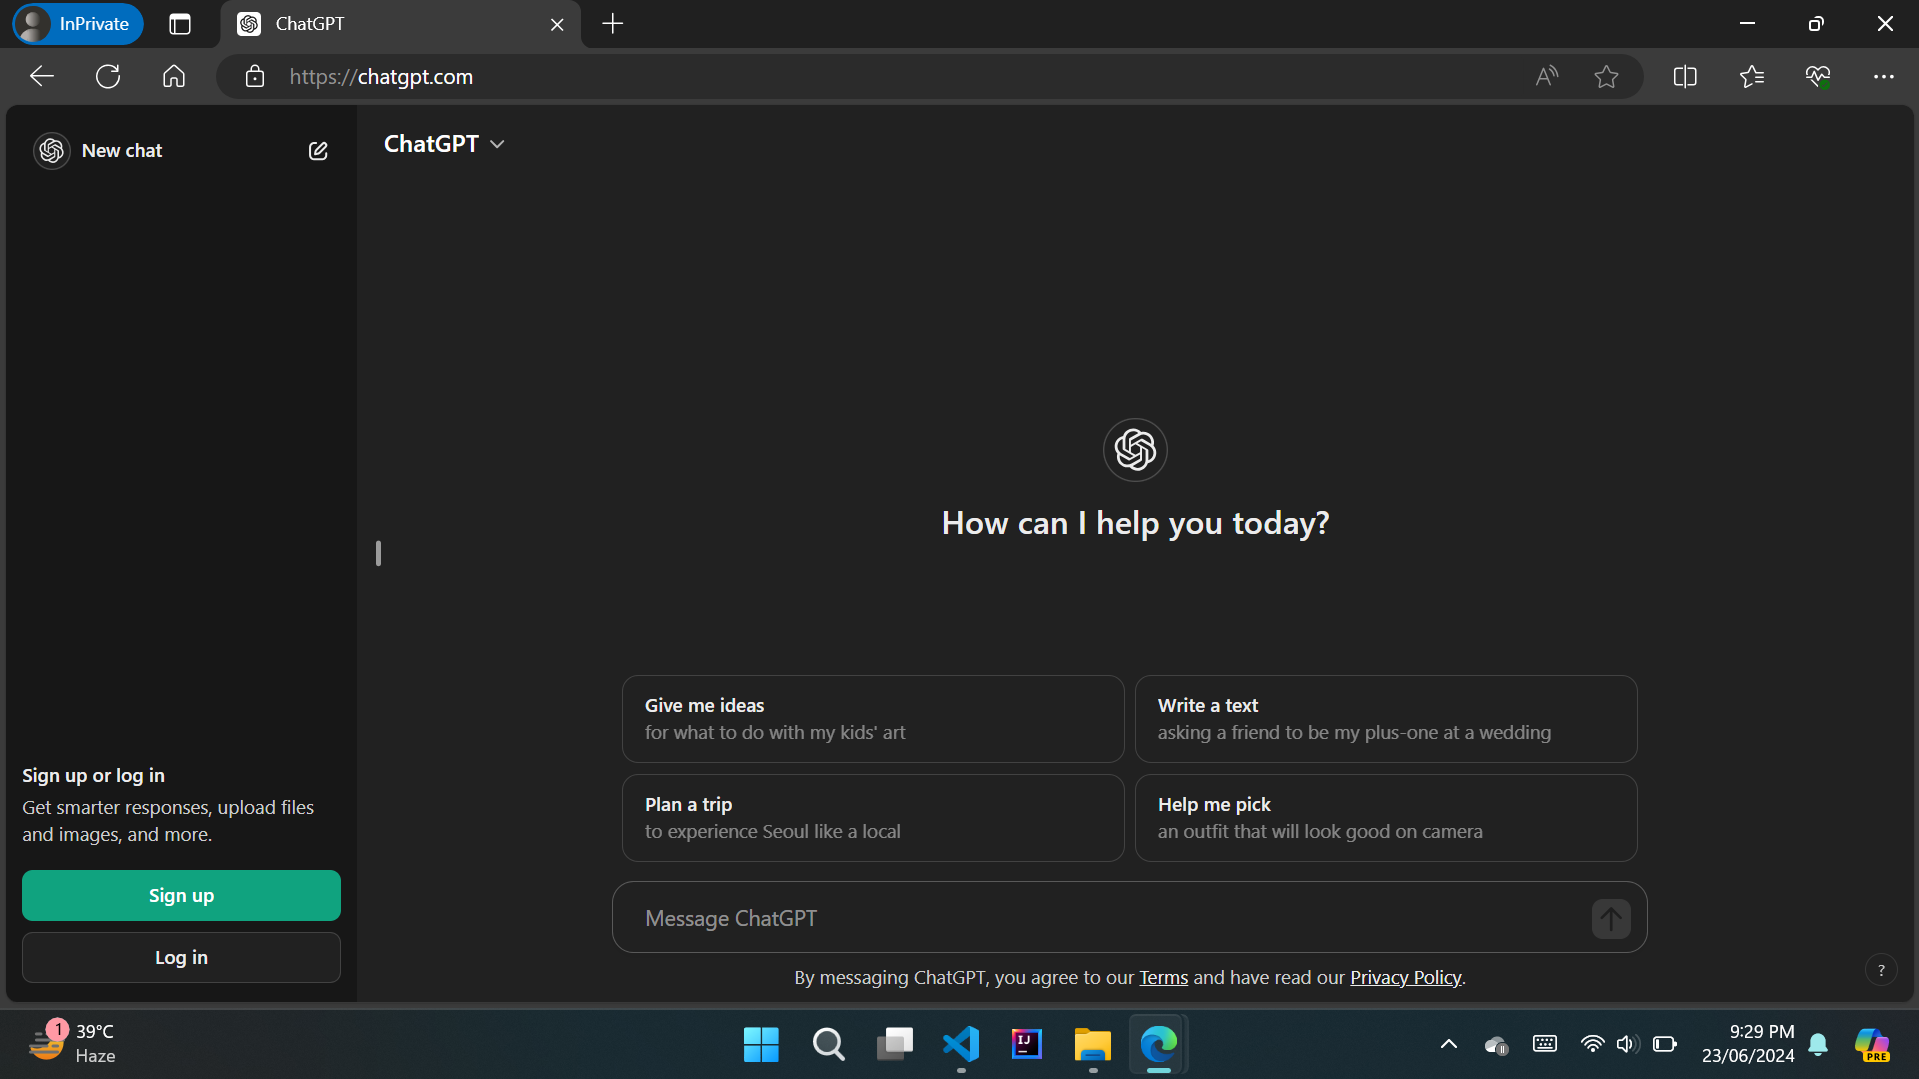 InPrivate
ChatGPT
https://chatgpt.com
New chat
ChatGPT
How can I help you today?
Give me ideas
for what to do with my kids' art
Write a text
asking a friend to be my plus-one at a wedding
Plan a trip
to experience Seoul like a local
Help me pick
an outfit that will look good on camera
Sign up or log in
Get smarter responses, upload files
and images, and more.
Sign up
Log in
Message ChatGPT
By messaging ChatGPT, you agree to our Terms and have read our Privacy Policy.
?
1
39°C
Haze
IJ
9:29 PM
23/06/2024
PRE